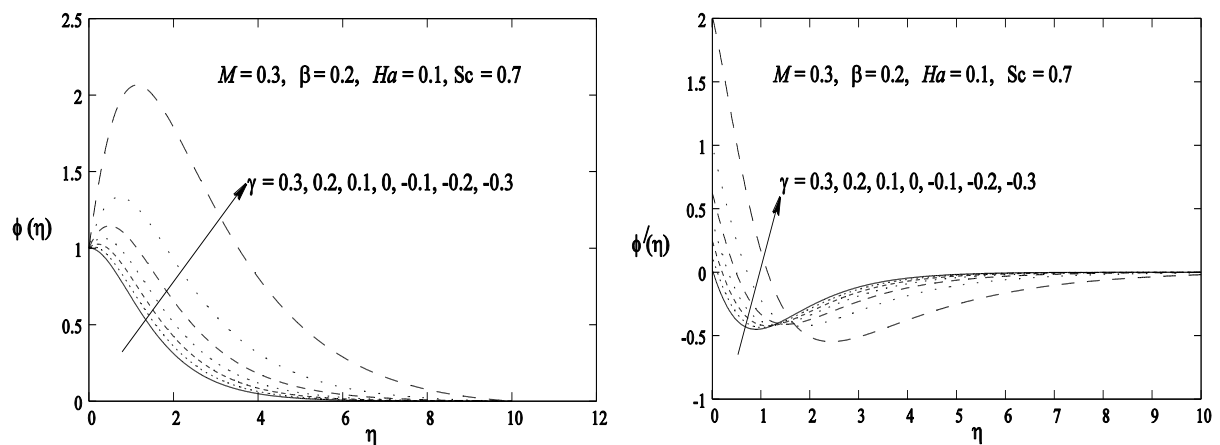 2.5
M = 0.3, β = 0.2, Ha = 0.1, Sc = 0.7
2
1.5
γ = 0.3, 0.2, 0.1, 0, -0.1, -0.2, -0.3
ϕ (η)
1
0.5
0
0 2 4 6 8 10 12
η
2
M = 0.3, β = 0.2, Ha = 0.1, Sc = 0.7
1.5
1
γ = 0.3, 0.2, 0.1, 0, -0.1, -0.2, -0.3
0.5
ϕ/(η)
0
-0.5
-1
0 1 2 3 4 5 6 7 8 9 10
η